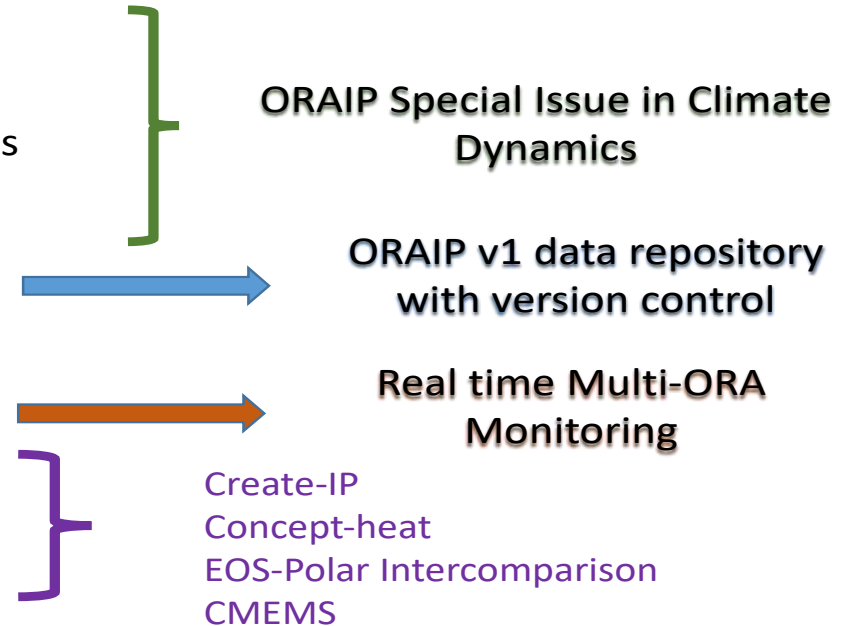 ORAIP Special Issue in Climate
s
Dynamics
ORAIP v1 data repository
with version control
Real time Multi-ORA
Monitoring
Create-IP
Concept-heat
EOS-Polar Intercomparison
CMEMS